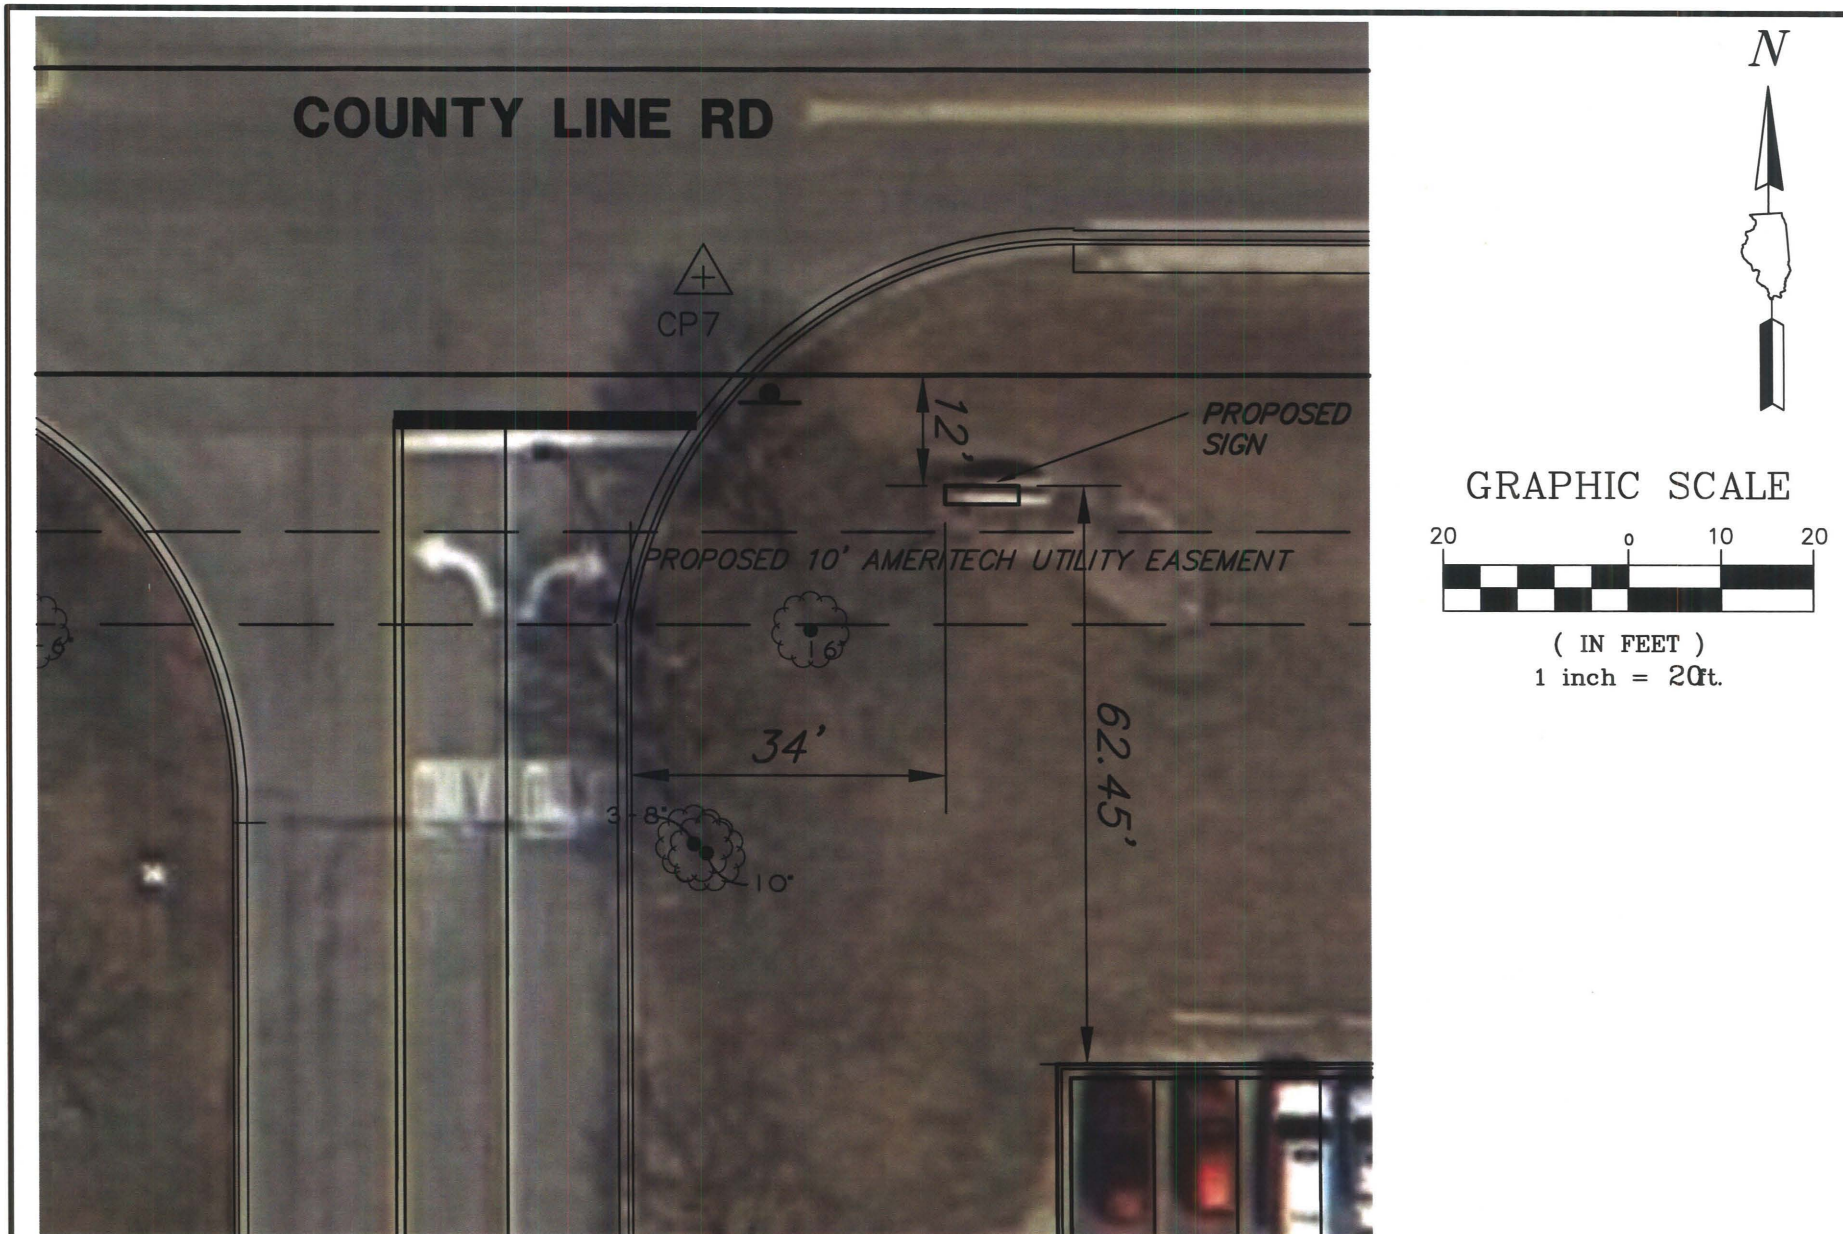 N
COUNTY LINE RD
CP7
12'
PROPOSED
SIGN
GRAPHIC SCALE
20 0 10 20
( IN FEET )
1 inch = 20ft.
PROPOSED 10' AMERITECH UTILITY EASEMENT
6"
16"
34'
62.45'
3-8"
10"